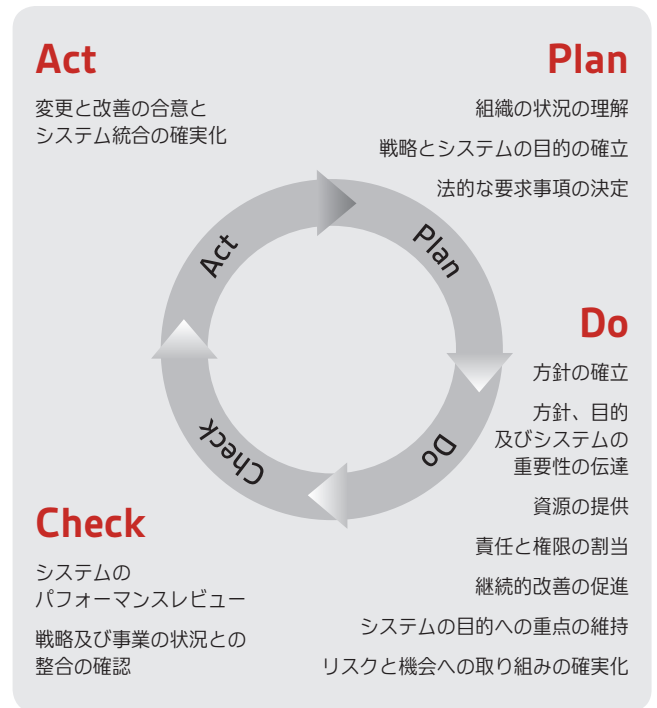 Act
変更と改善の合意と
システム統合の確実化
Plan
組織の状況の理解
戦略とシステムの目的の確立
法的な要求事項の決定
Act
Plan
Do
Check
Do
方針の確立
方針、目的
及びシステムの
重要性の伝達
資源の提供
責任と権限の割当
継続的改善の促進
システムの目的への重点の維持
リスクと機会への取り組みの確実化
Check
システムの
パフォーマンスレビュー
戦略及び事業の状況との
整合の確認